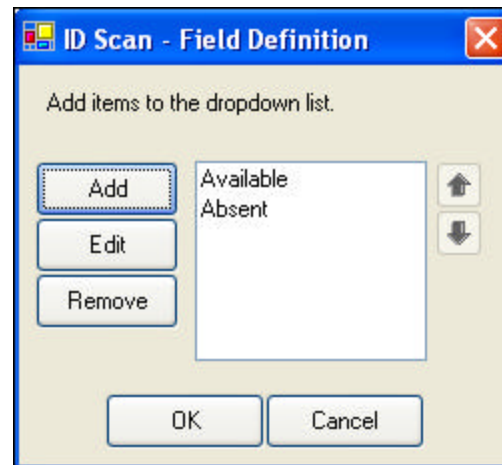 ID Scan - Field Definition
Add items to the dropdown list.
Add
Edit
Remove
Available
Absent
OK
Cancel